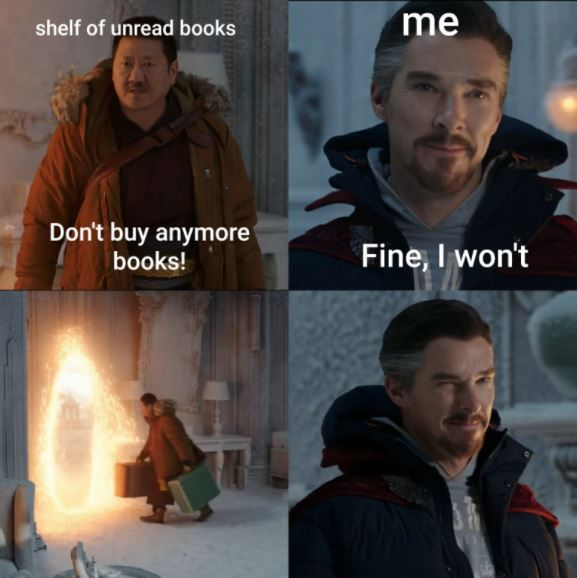 shelf of unread books
me
Don't buy anymore
books!
Fine, I won't